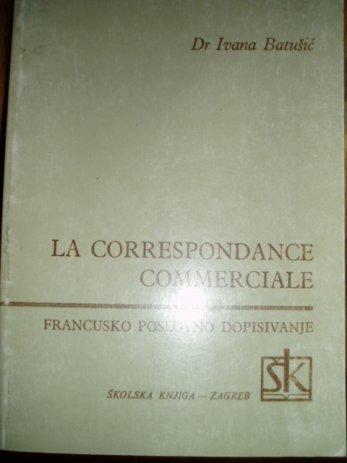 Dr Ivana Batušić
LA CORRESPONDANCE
COMMERCIALE
FRANCUSKO POSLOVNO DOPISIVANJE
ŠK
ŠKOLSKA KNJIGA — ZAGREB